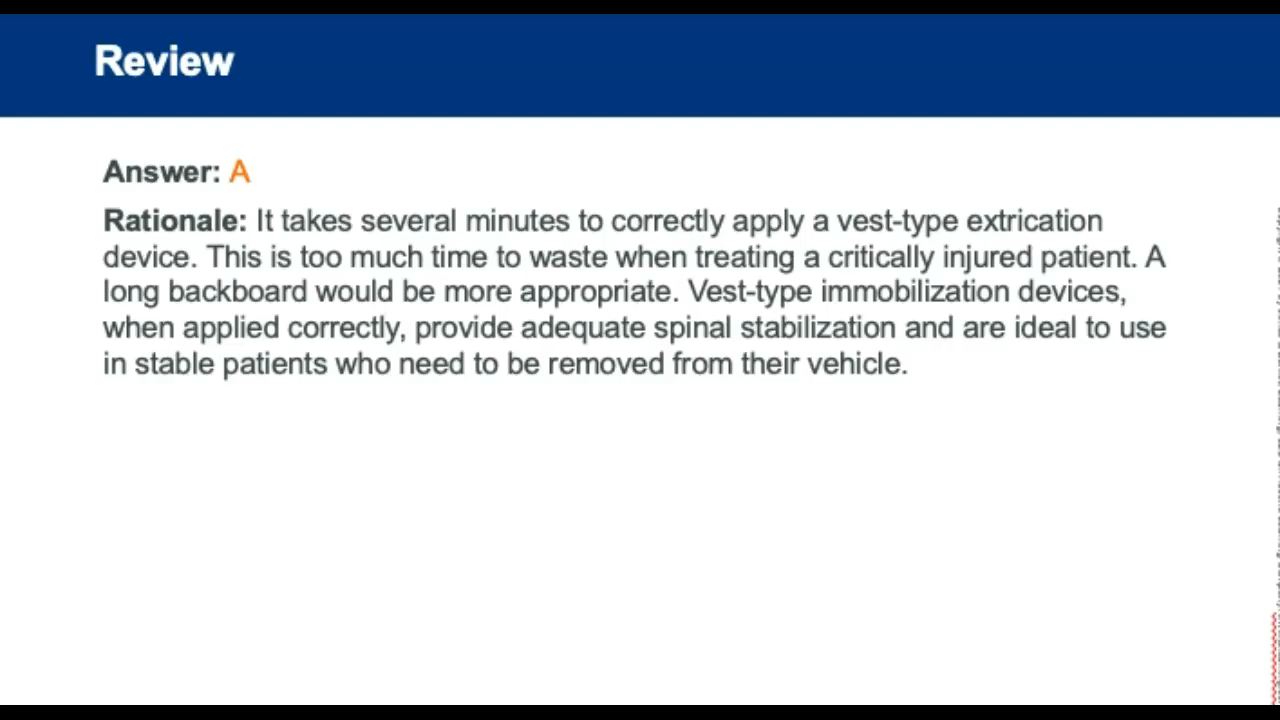 Review
Answer: A
Rationale: It takes several minutes to correctly apply a vest-type extrication
device. This is too much time to waste when treating a critically injured patient. A
long backboard would be more appropriate. Vest-type immobilization devices,
when applied correctly, provide adequate spinal stabilization and are ideal to use
in stable patients who need to be removed from their vehicle.